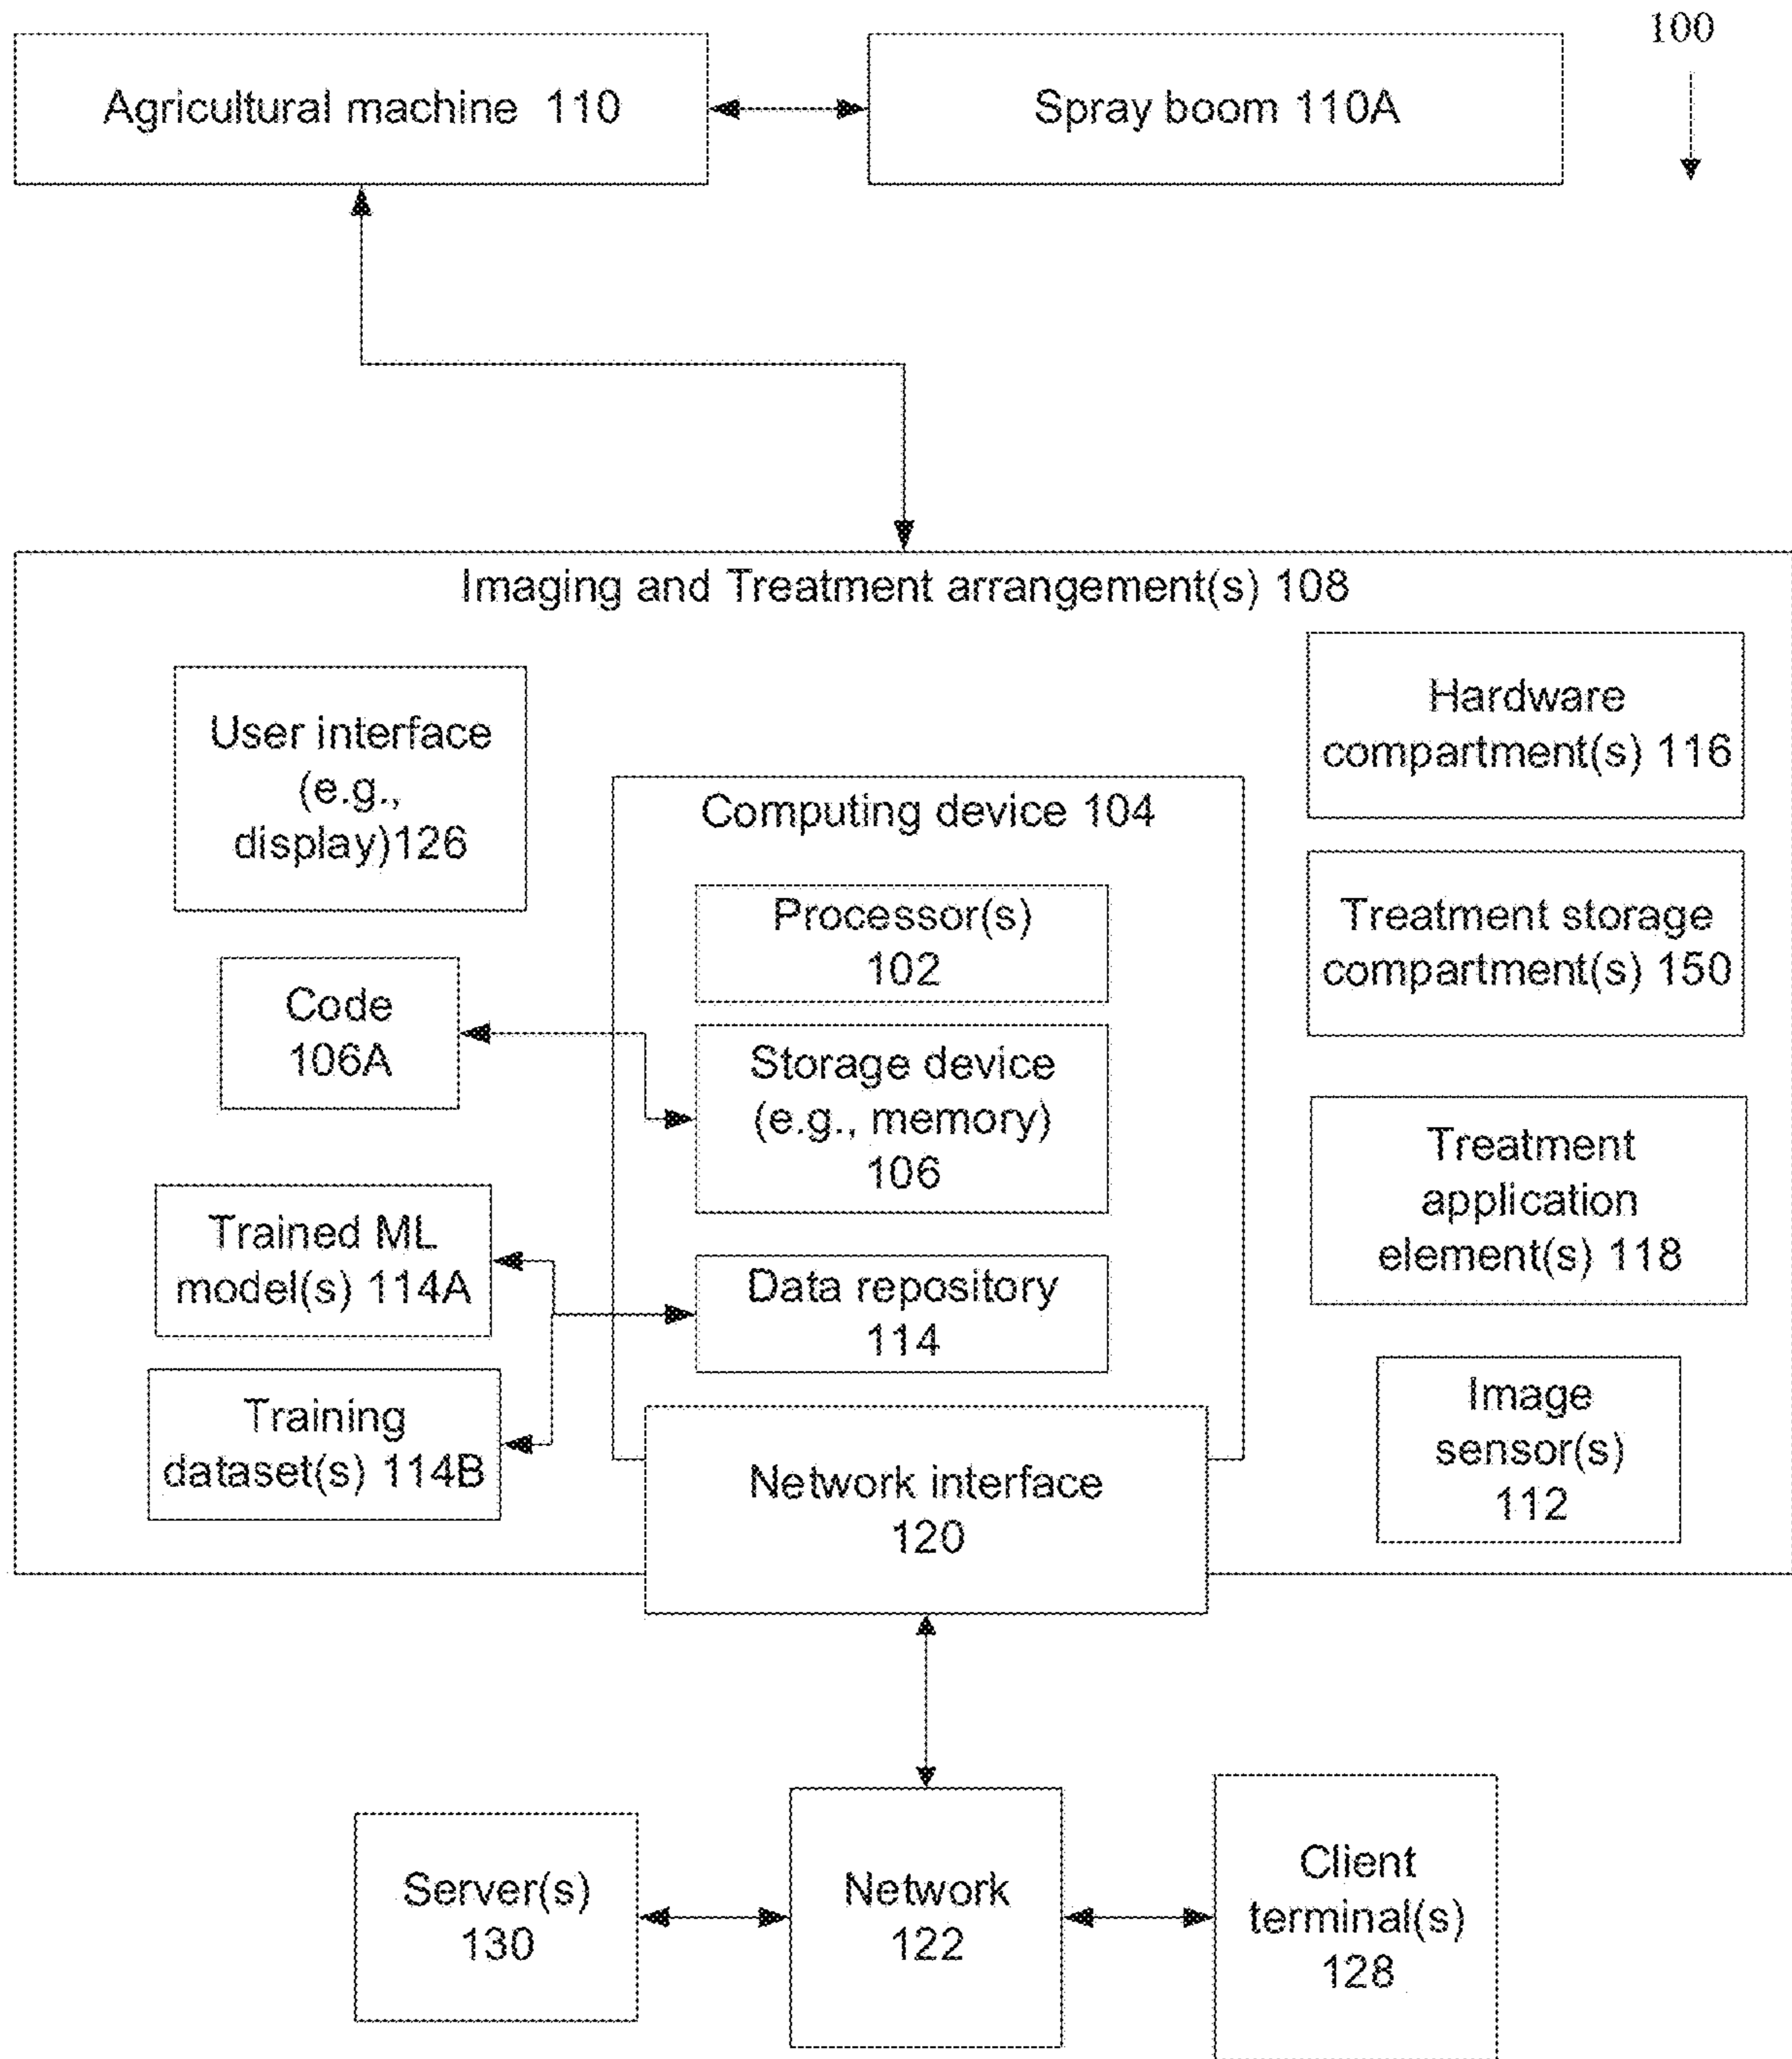 100
Agricultural machine 110
Spray boom 110A
Imaging and Treatment arrangement(s) 108
User interface
(e.g.,
display)126
Code
106A
Trained ML
model(s) 114A
Training
dataset(s) 114B
Computing device 104
Processor(s)
102
Storage device
(e.g., memory)
106
Data repository
114
Network interface
120
Hardware
compartment(s) 116
Treatment storage
compartment(s) 150
Treatment
application
element(s) 118
Image
sensor(s)
112
Server(s)
130
Network
122
Client
terminal(s)
128